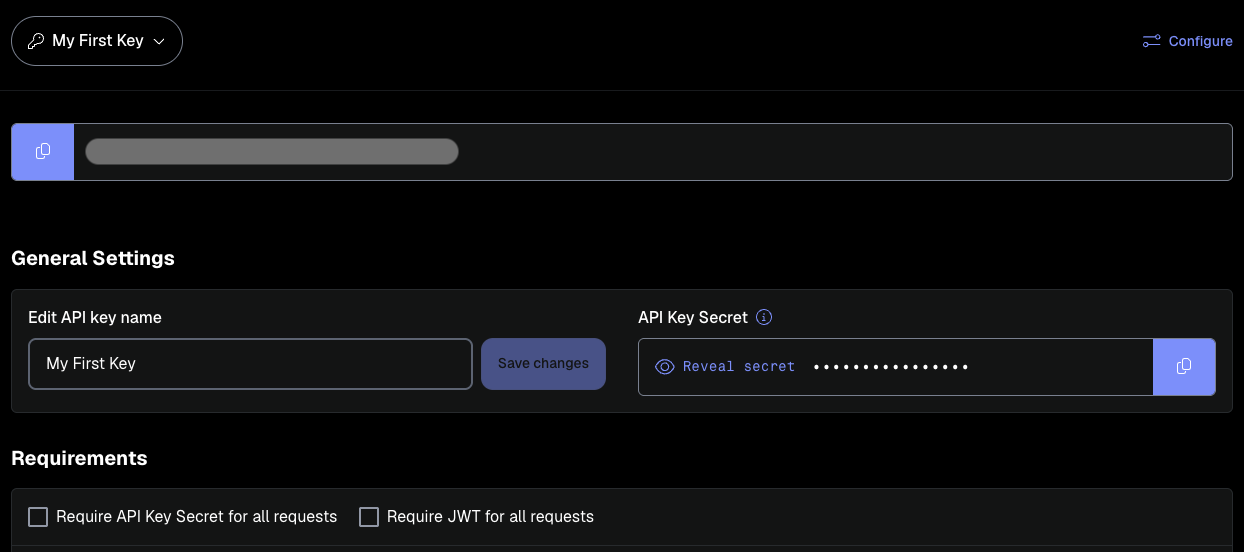 My First Key
Configure
General Settings
Edit API key name
My First Key
Save changes
API Key Secret
Reveal secret ••••••••••••••••
Requirements
Require API Key Secret for all requests
Require JWT for all requests